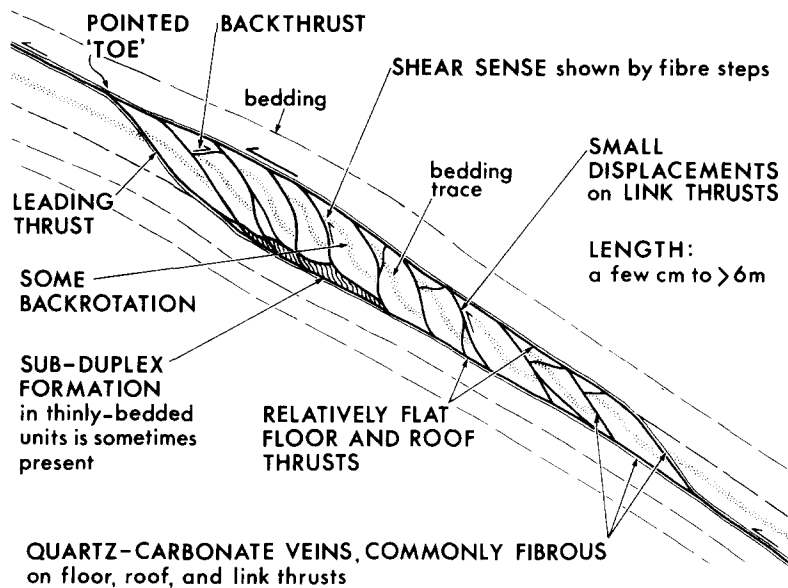 POINTED
'TOE'
BACKTHRUST
SHEAR SENSE shown by fibre steps
bedding
SMALL
DISPLACEMENTS
on LINK THRUSTS
bedding
trace
LEADING
THRUST
LENGTH:
a few cm to >6m
SOME
BACKROTATION
SUB-DUPLEX
FORMATION
in thinly-bedded
units is sometimes
present
RELATIVELY FLAT
FLOOR AND ROOF
THRUSTS
QUARTZ-CARBONATE VEINS, COMMONLY FIBROUS
on floor, roof, and link thrusts